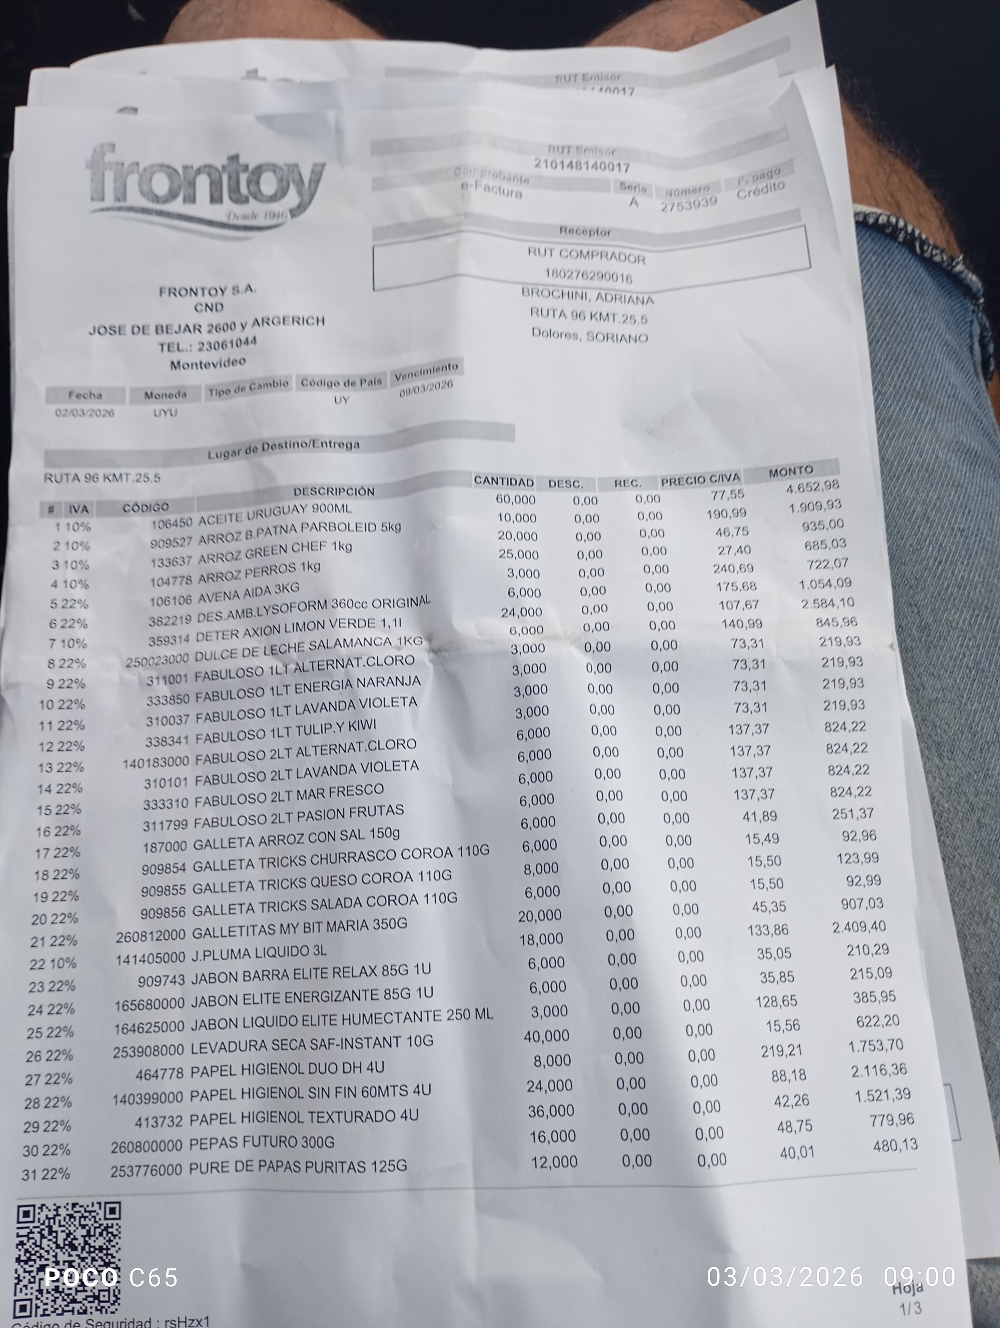 RUT Emisor
RUT Emisor
210148140017
Comprobante Serie Número F. pago
e-Factura A 2753939 Crédito
frontoy
Desde 1940
Receptor
RUT COMPRADOR
180276290016
BROCHINI, ADRIANA
RUTA 96 KMT.25.5
Dolores, SORIANO
FRONTOY S.A.
CND
JOSE DE BEJAR 2600 y ARGERICH
TEL.: 23061044
Montevideo
Fecha Moneda Tipo de Cambio Código de País Vencimiento
02/03/2026 UYU UY 09/03/2026
Lugar de Destino/Entrega
RUTA 96 KMT.25.5
# IVA CÓDIGO DESCRIPCIÓN CANTIDAD DESC. REC. PRECIO C/IVA MONTO
1 10% 106450 ACEITE URUGUAY 900ML 60,000 0,00 0,00 77,55 4.652,98
2 10% 909527 ARROZ B.PATNA PARBOLEID 5kg 10,000 0,00 0,00 190,99 1.909,93
3 10% 133637 ARROZ GREEN CHEF 1kg 20,000 0,00 0,00 46,75 935,00
4 10% 104778 ARROZ PERROS 1kg 25,000 0,00 0,00 27,40 685,03
5 22% 106106 AVENA AIDA 3KG 3,000 0,00 0,00 240,69 722,07
6 22% 382219 DES.AMB.LYSOFORM 360cc ORIGINAL 6,000 0,00 0,00 175,68 1.054,09
7 10% 359314 DETER AXION LIMON VERDE 1,1l 24,000 0,00 0,00 107,67 2.584,10
8 22% 250023000 DULCE DE LECHE SALAMANCA 1KG 6,000 0,00 0,00 140,99 845,96
9 22% 311001 FABULOSO 1LT ALTERNAT.CLORO 3,000 0,00 0,00 73,31 219,93
10 22% 333850 FABULOSO 1LT ENERGIA NARANJA 3,000 0,00 0,00 73,31 219,93
11 22% 310037 FABULOSO 1LT LAVANDA VIOLETA 3,000 0,00 0,00 73,31 219,93
12 22% 338341 FABULOSO 1LT TULIP.Y KIWI 3,000 0,00 0,00 73,31 219,93
13 22% 140183000 FABULOSO 2LT ALTERNAT.CLORO 6,000 0,00 0,00 137,37 824,22
14 22% 310101 FABULOSO 2LT LAVANDA VIOLETA 6,000 0,00 0,00 137,37 824,22
15 22% 333310 FABULOSO 2LT MAR FRESCO 6,000 0,00 0,00 137,37 824,22
16 22% 311799 FABULOSO 2LT PASION FRUTAS 6,000 0,00 0,00 137,37 824,22
17 22% 187000 GALLETA ARROZ CON SAL 150g 6,000 0,00 0,00 41,89 251,37
18 22% 909854 GALLETA TRICKS CHURRASCO COROA 110G 6,000 0,00 0,00 15,49 92,96
19 22% 909855 GALLETA TRICKS QUESO COROA 110G 8,000 0,00 0,00 15,50 123,99
20 22% 909856 GALLETA TRICKS SALADA COROA 110G 6,000 0,00 0,00 15,50 92,99
21 22% 260812000 GALLETITAS MY BIT MARIA 350G 20,000 0,00 0,00 45,35 907,03
22 10% 141405000 J.PLUMA LIQUIDO 3L 18,000 0,00 0,00 133,86 2.409,40
23 22% 909743 JABON BARRA ELITE RELAX 85G 1U 6,000 0,00 0,00 35,05 210,29
24 22% 165680000 JABON ELITE ENERGIZANTE 85G 1U 6,000 0,00 0,00 35,85 215,09
25 22% 164625000 JABON LIQUIDO ELITE HUMECTANTE 250 ML 3,000 0,00 0,00 128,65 385,95
26 22% 253908000 LEVADURA SECA SAF-INSTANT 10G 40,000 0,00 0,00 15,56 622,20
27 22% 464778 PAPEL HIGIENOL DUO DH 4U 8,000 0,00 0,00 219,21 1.753,70
28 22% 140399000 PAPEL HIGIENOL SIN FIN 60MTS 4U 24,000 0,00 0,00 88,18 2.116,36
29 22% 413732 PAPEL HIGIENOL TEXTURADO 4U 36,000 0,00 0,00 42,26 1.521,39
30 22% 260800000 PEPAS FUTURO 300G 16,000 0,00 0,00 48,75 779,96
31 22% 253776000 PURE DE PAPAS PURITAS 125G 12,000 0,00 0,00 40,01 480,13
POCO C65
03/03/2026 09:00
Hoja
1/3
Código de Seguridad : rsHzx1